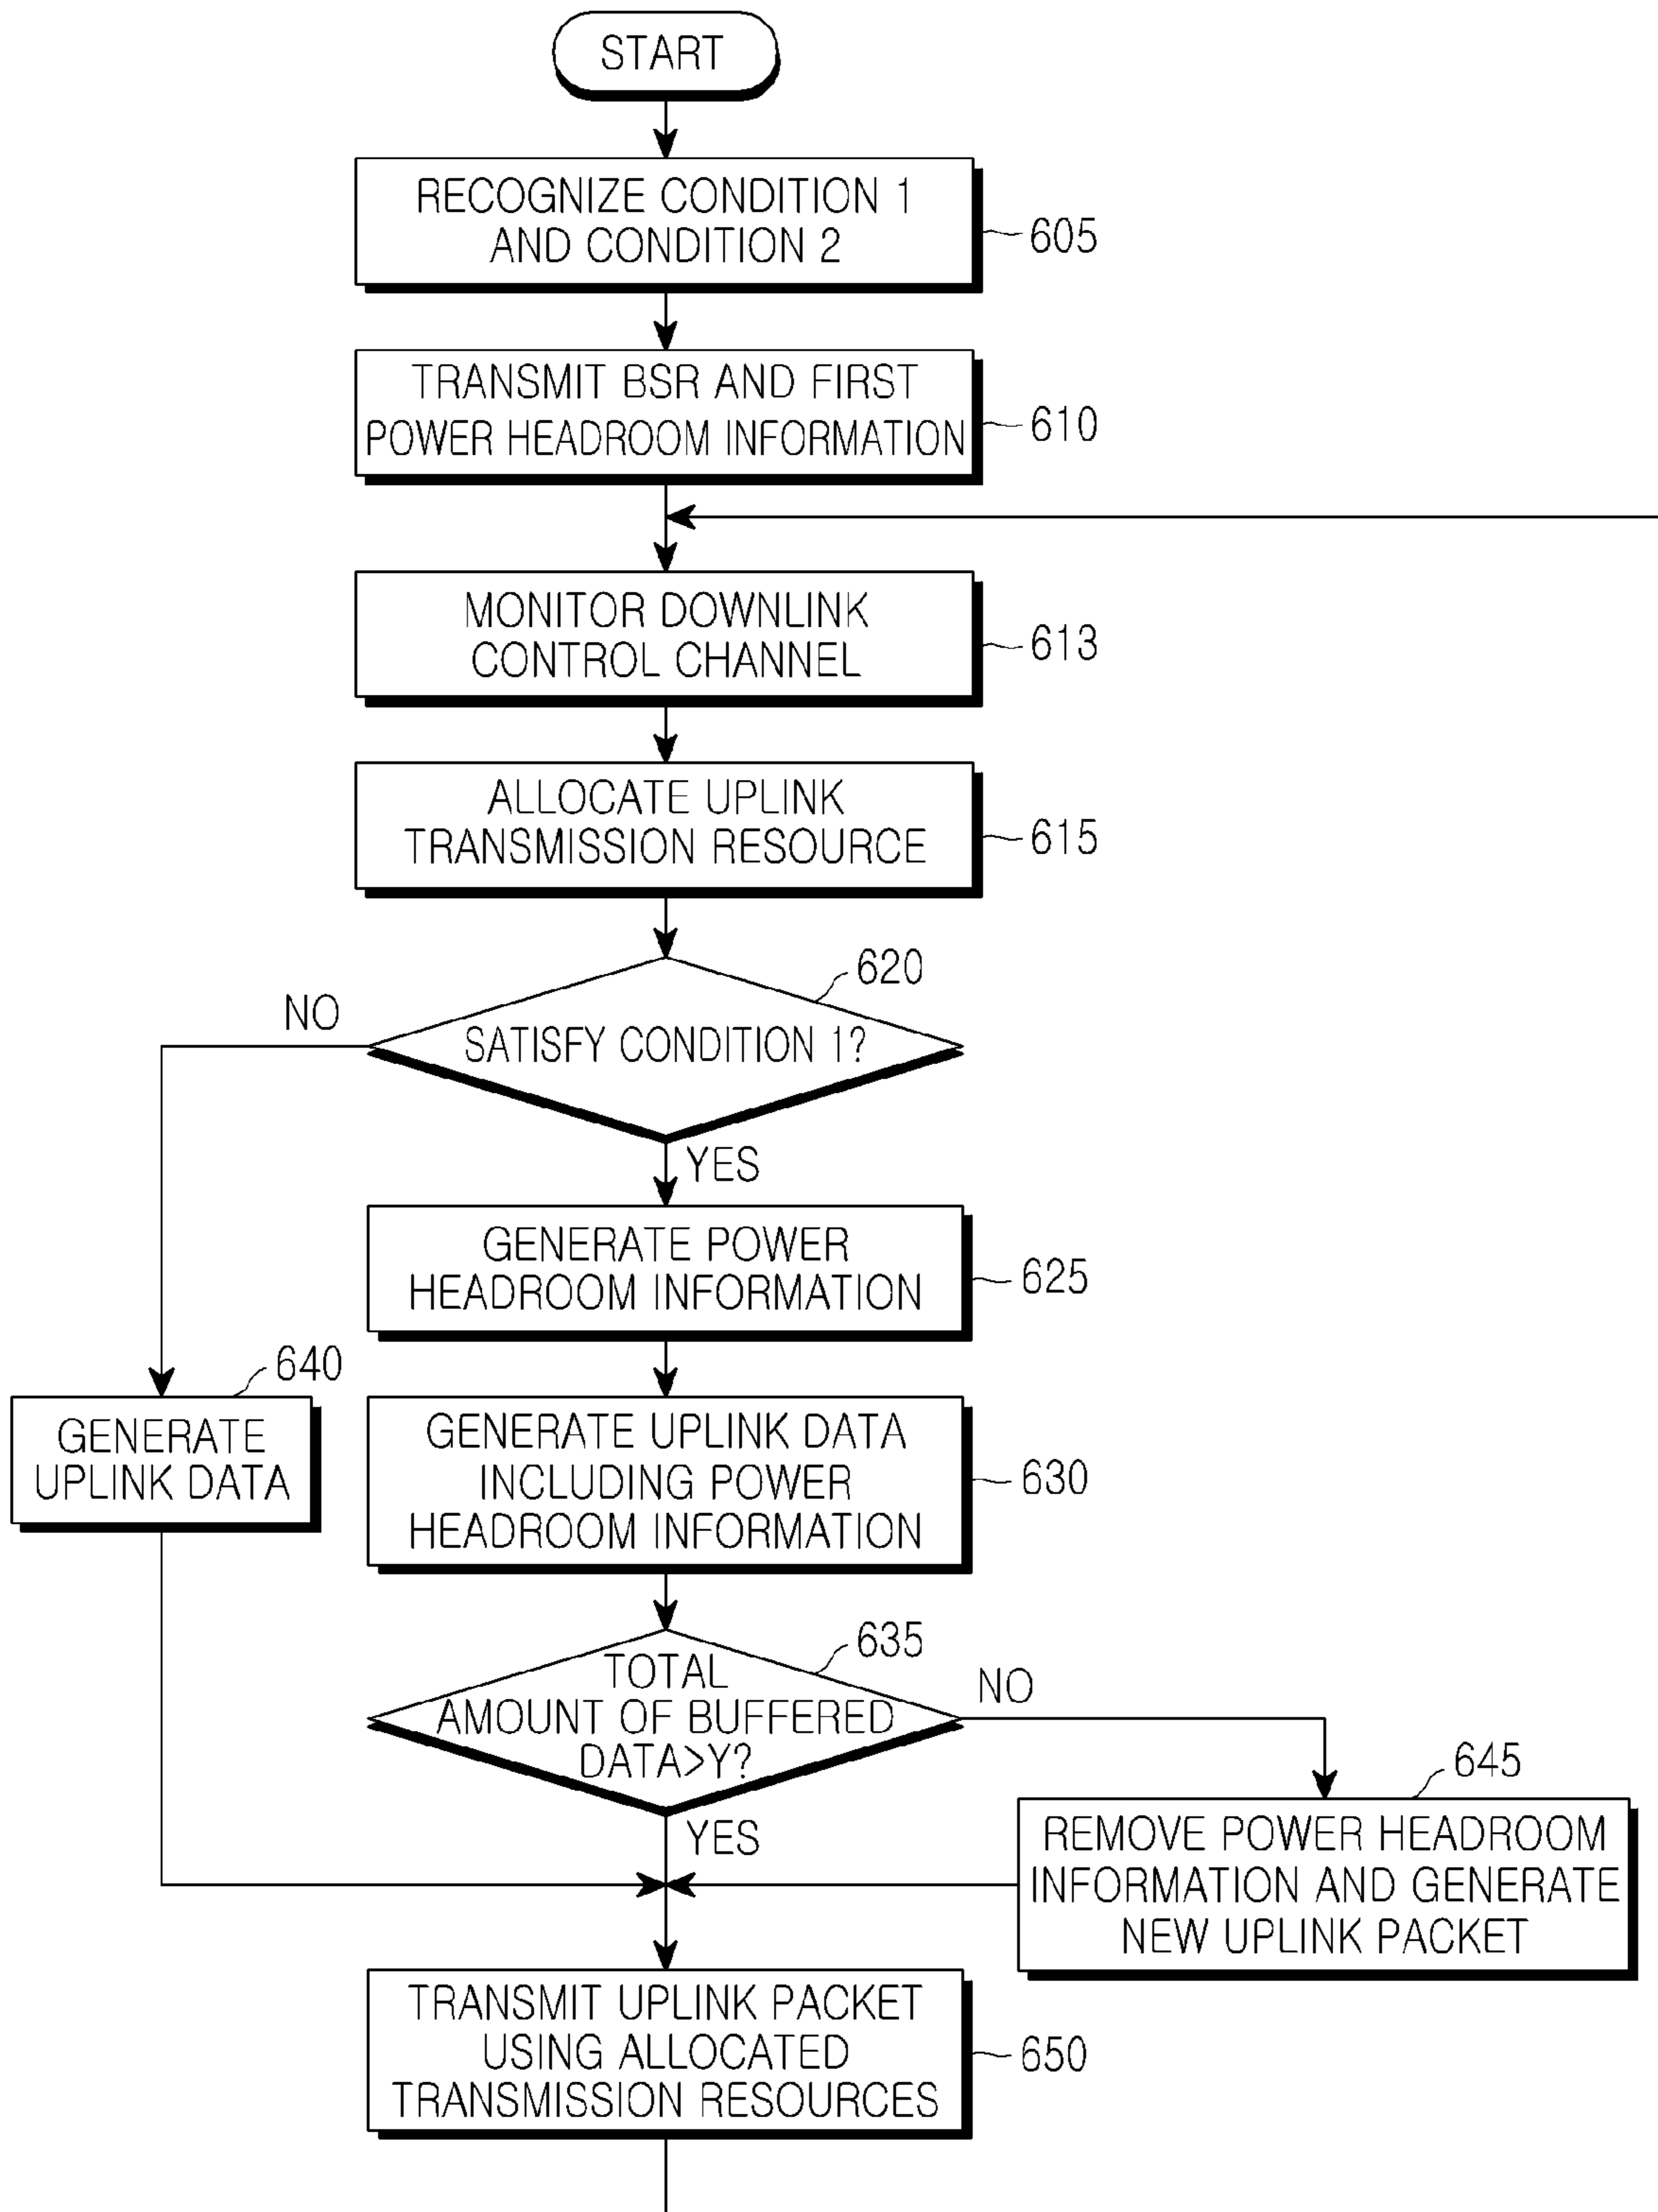 START
RECOGNIZE CONDITION 1
AND CONDITION 2
605
TRANSMIT BSR AND FIRST
POWER HEADROOM INFORMATION
610
MONITOR DOWNLINK
CONTROL CHANNEL
613
ALLOCATE UPLINK
TRANSMISSION RESOURCE
615
620
NO
SATISFY CONDITION 1?
YES
GENERATE POWER
HEADROOM INFORMATION
625
640
GENERATE
UPLINK DATA
GENERATE UPLINK DATA
INCLUDING POWER
HEADROOM INFORMATION
630
635
TOTAL
AMOUNT OF BUFFERED
DATA>Y?
NO
YES
645
REMOVE POWER HEADROOM
INFORMATION AND GENERATE
NEW UPLINK PACKET
TRANSMIT UPLINK PACKET
USING ALLOCATED
TRANSMISSION RESOURCES
650